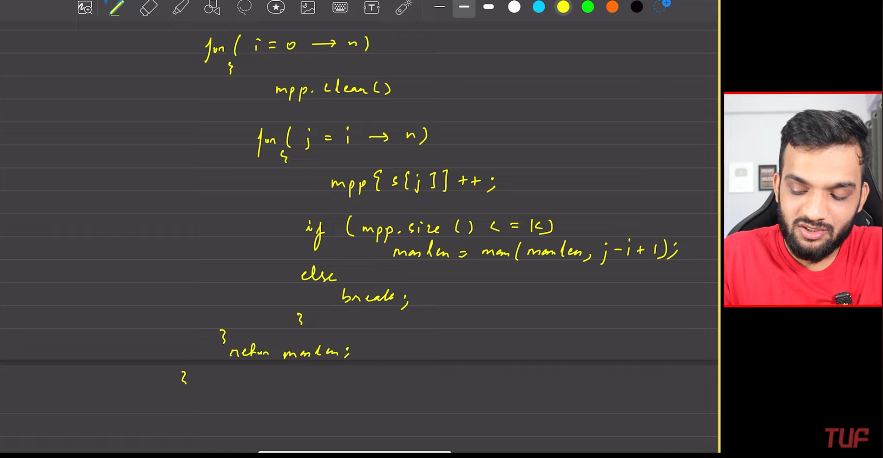 for( i = 0 → n)
{
mpp.clear()
for( j = i → n)
{
mpp[s[j]]++;
if (mpp.size() <= k)
maxlen = max(maxlen, j-i+1);
else
break;
}
}
return maxlen;
}
TUF